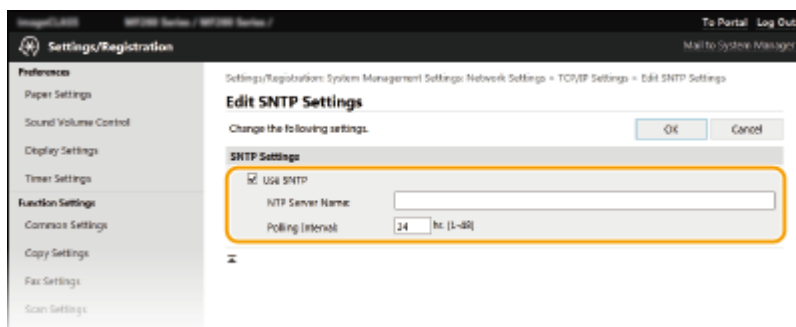 To Portal Log Out
Settings/Registration
Mail to System Manager
Preferences
Paper Settings
Sound Volume Control
Display Settings
Timer Settings
Function Settings
Common Settings
Copy Settings
Fax Settings
Scan Settings
Settings/Registration: System Management Settings: Network Settings > TCP/IP Settings > Edit SNTP Settings
Edit SNTP Settings
Change the following settings.
OK
Cancel
SNTP Settings
Use SNTP
NTP Server Name:
Polling Interval:
24
hr. (1-48)